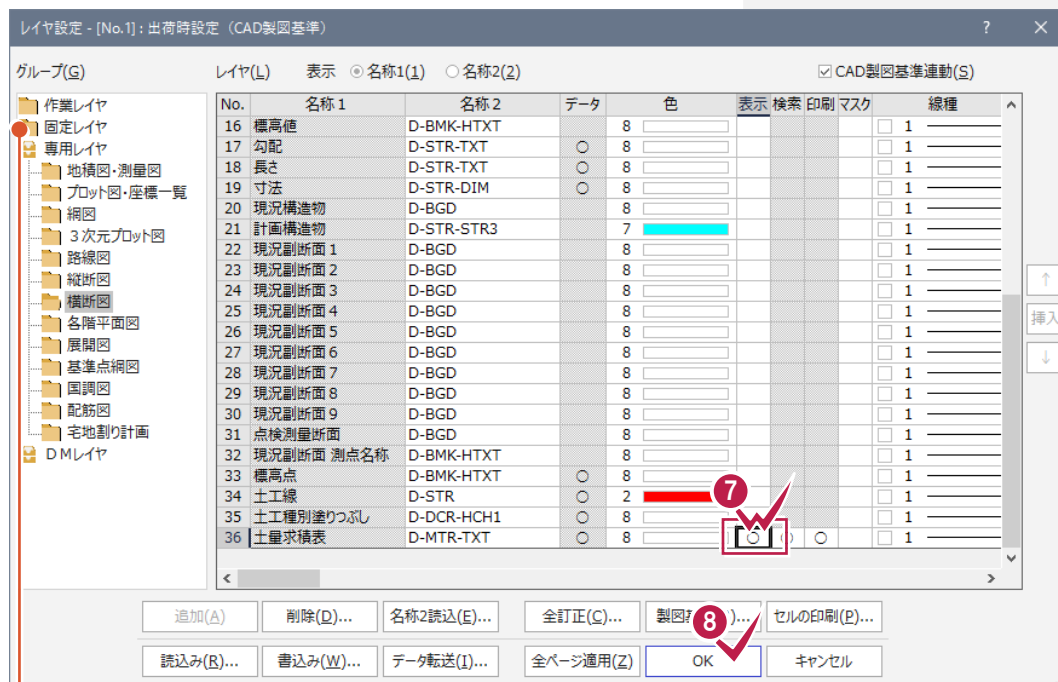 レイヤ設定 - [No.1] : 出荷時設定（CAD製図基準） ? ×
グループ(G) レイヤ(L) 表示 名称1(1) 名称2(2) CAD製図基準連動(S)
作業レイヤ
固定レイヤ
専用レイヤ
地積図・測量図
プロット図・座標一覧
網図
３次元プロット図
路線図
縦断図
横断図
各階平面図
展開図
基準点網図
国調図
配筋図
宅地割り計画
ＤＭレイヤ
No. 名称１ 名称２ データ 色 表示 検索 印刷 マスク 線種
16 標高値 D-BMK-HTXT 8 1
17 勾配 D-STR-TXT ○ 8 1
18 長さ D-STR-TXT ○ 8 1
19 寸法 D-STR-DIM ○ 8 1
20 現況構造物 D-BGD 8 1
21 計画構造物 D-STR-STR3 7 1
22 現況副断面１ D-BGD 8 1
23 現況副断面２ D-BGD 8 1
24 現況副断面３ D-BGD 8 1
25 現況副断面４ D-BGD 8 1
26 現況副断面５ D-BGD 8 1
27 現況副断面６ D-BGD 8 1
28 現況副断面７ D-BGD 8 1
29 現況副断面８ D-BGD 8 1
30 現況副断面９ D-BGD 8 1
31 点検測量断面 D-BGD 8 1
32 現況副断面 測点名称 D-BMK-HTXT 8 1
33 標高点 D-BMK-HTXT ○ 8 1
34 土工線 D-STR ○ 2 1
35 土工種別塗りつぶし D-DCR-HCH1 ○ 8 1
36 土量求積表 D-MTR-TXT ○ 8 ○ ○ ○ 1
7
↑
挿入
↓
追加(A) 削除(D)... 名称2読込(E)... 全訂正(C)... 製図 )... セルの印刷(P)...
8
読込み(R)... 書込み(W)... データ転送(I)... 全ページ適用(Z) OK キャンセル